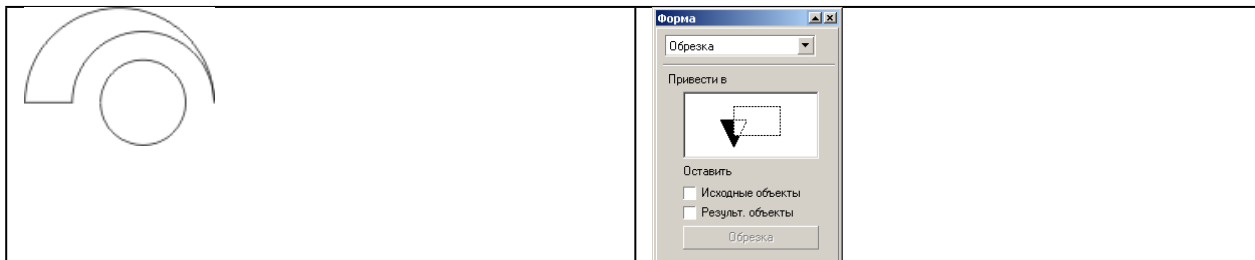 Форма
Обрезка
Привести в
Оставить
Исходные объекты
Результ. объекты
Обрезка